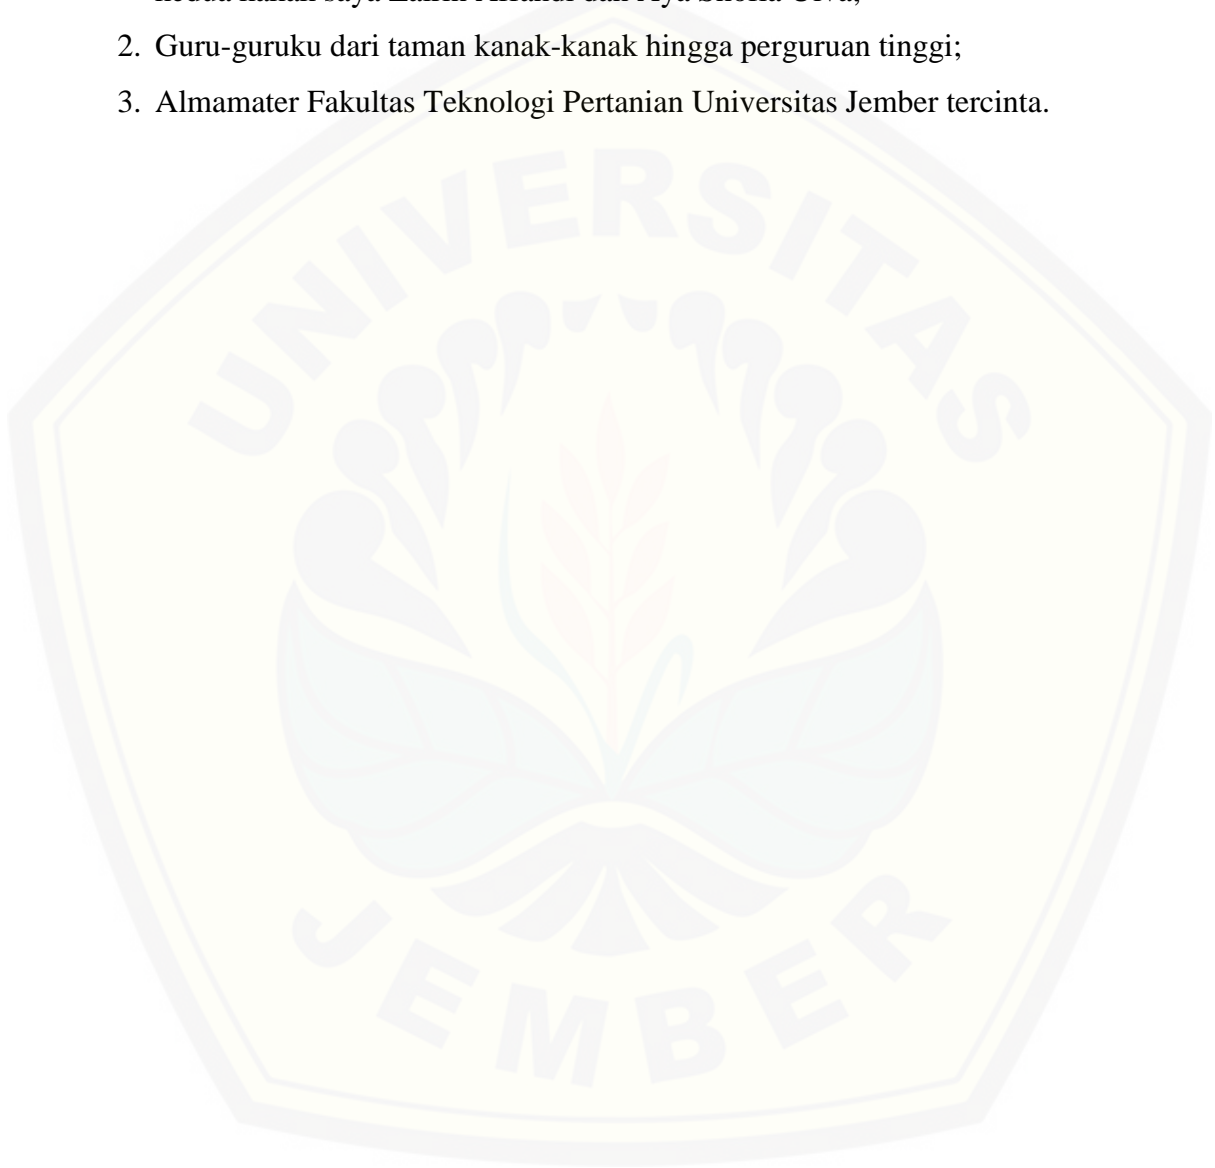 2. Guru-guruku dari taman kanak-kanak hingga perguruan tinggi;
3. Almamater Fakultas Teknologi Pertanian Universitas Jember tercinta.
UNIVERSITAS
JEMBER